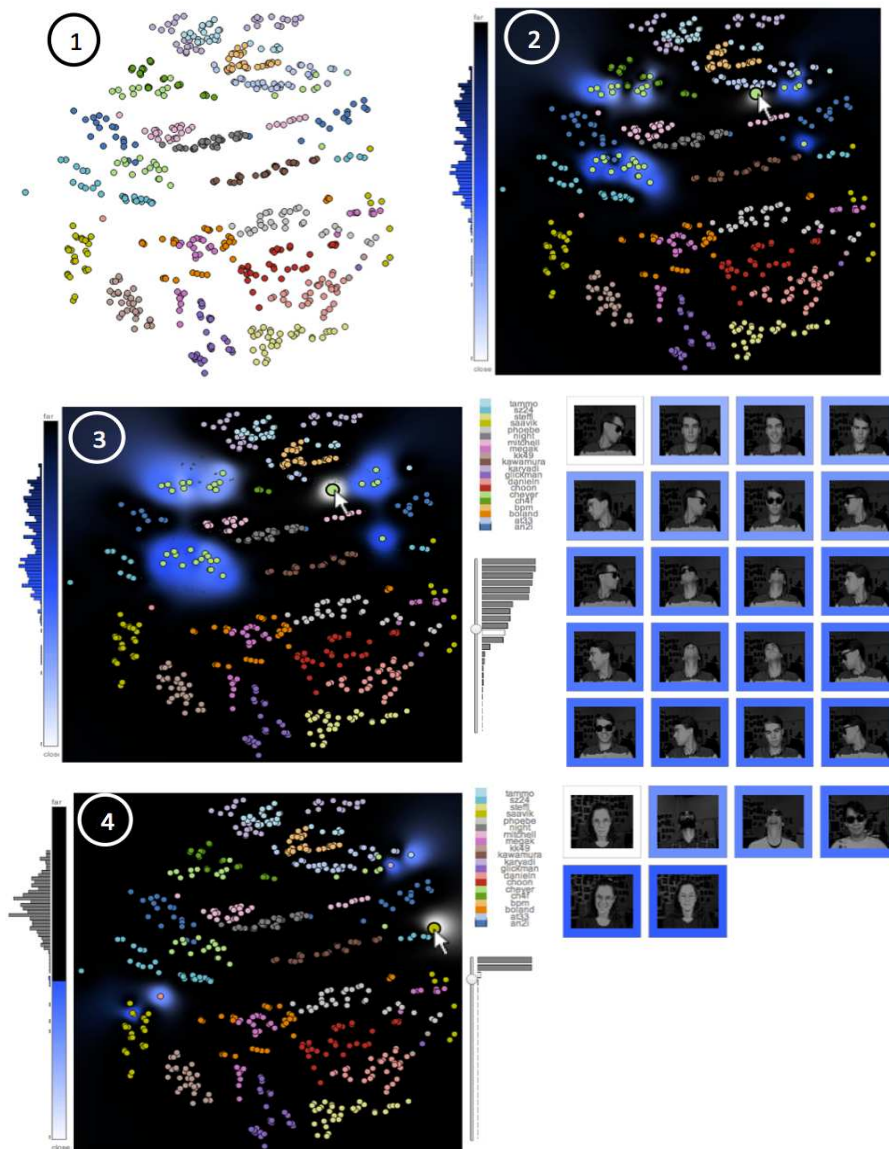 1
2
far
close
3
far
close
tammo
sz24
steffi
saavik
phoebe
night
mitchell
megak
kk49
kawamura
karyadi
glickman
danieln
choon
cheyer
ch4f
bpm
boland
at33
an2i
4
far
close
tammo
sz24
steffi
saavik
phoebe
night
mitchell
megak
kk49
kawamura
karyadi
glickman
danieln
choon
cheyer
ch4f
bpm
boland
at33
an2i